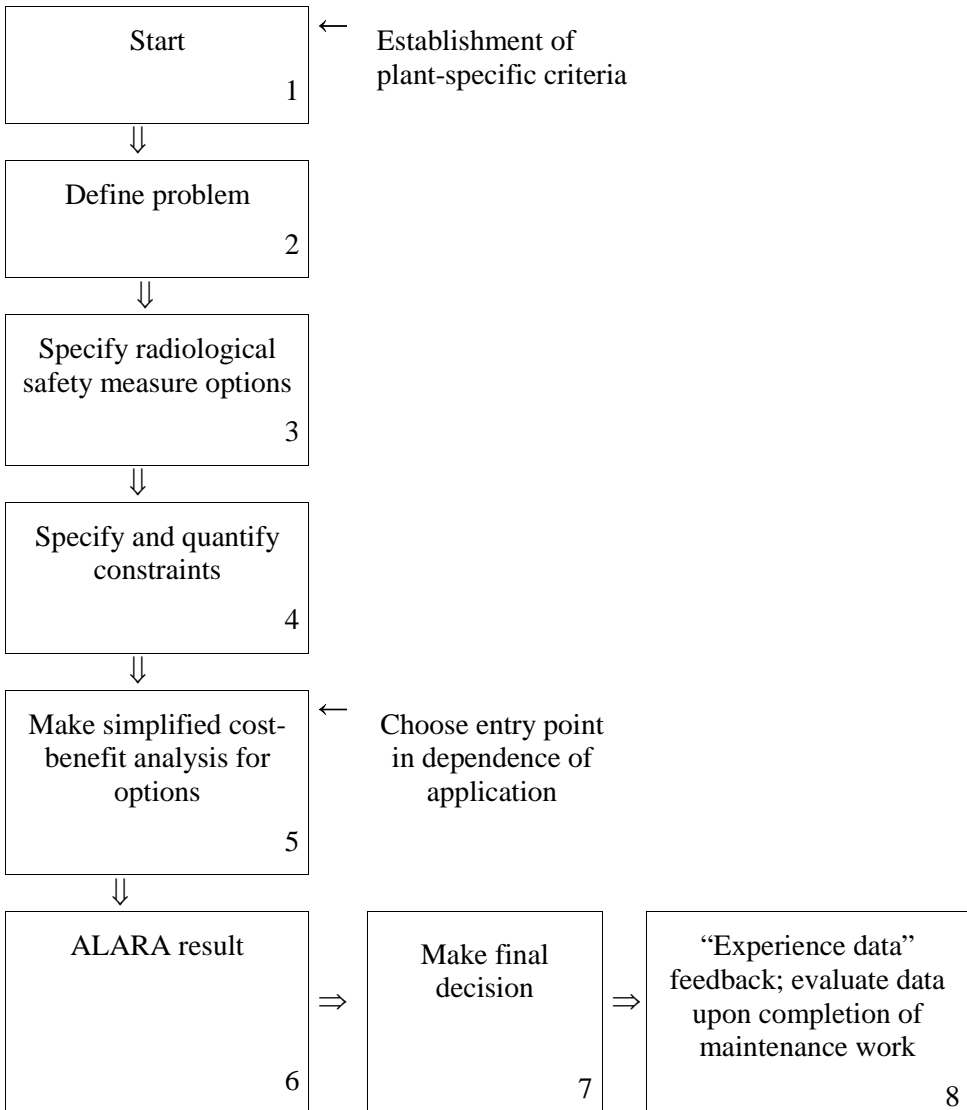 Start
1
←
Establishment of
plant-specific criteria
⇓
Define problem
2
⇓
Specify radiological
safety measure options
3
⇓
Specify and quantify
constraints
4
⇓
Make simplified cost-
benefit analysis for
options
5
←
Choose entry point
in dependence of
application
⇓
ALARA result
6
⇒
Make final
decision
7
⇒
“Experience data”
feedback; evaluate data
upon completion of
maintenance work
8